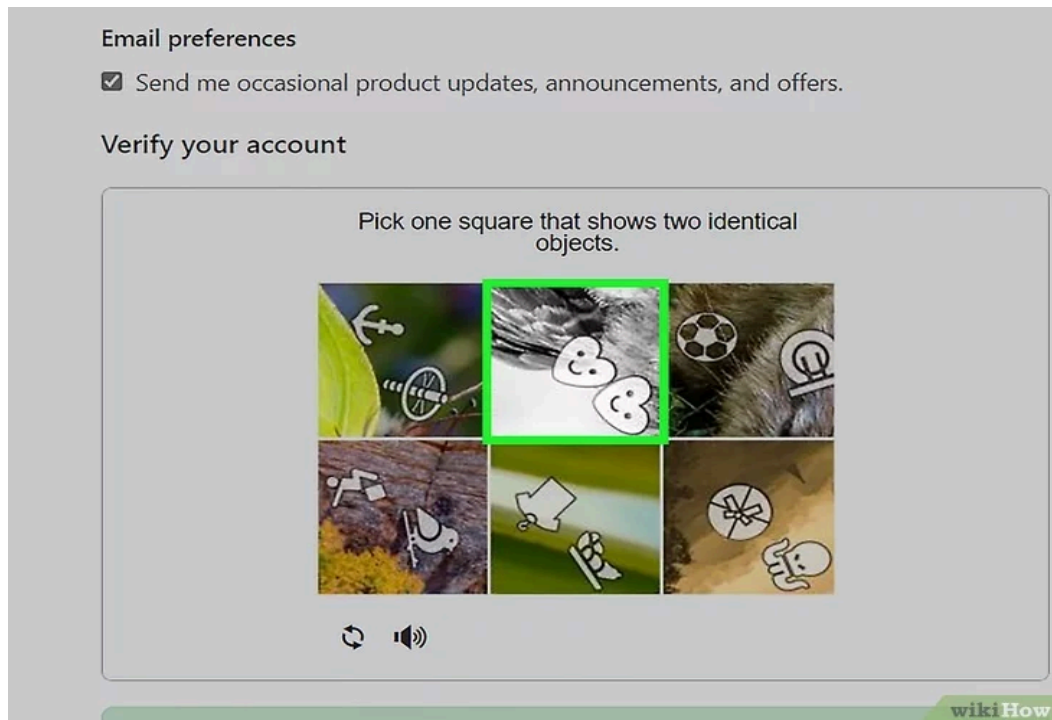 Email preferences
Send me occasional product updates, announcements, and offers.
Verify your account
Pick one square that shows two identical
objects.
wikiHow